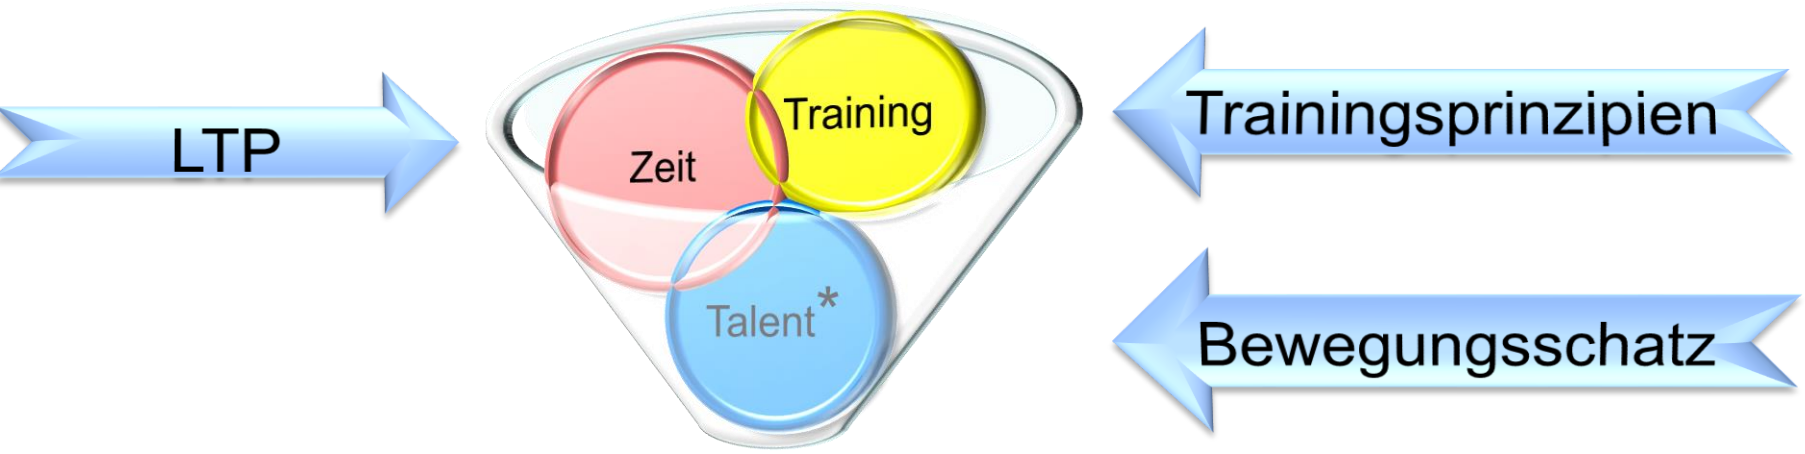 LTP
Zeit
Training
Talent*
Trainingsprinzipien
Bewegungsschatz